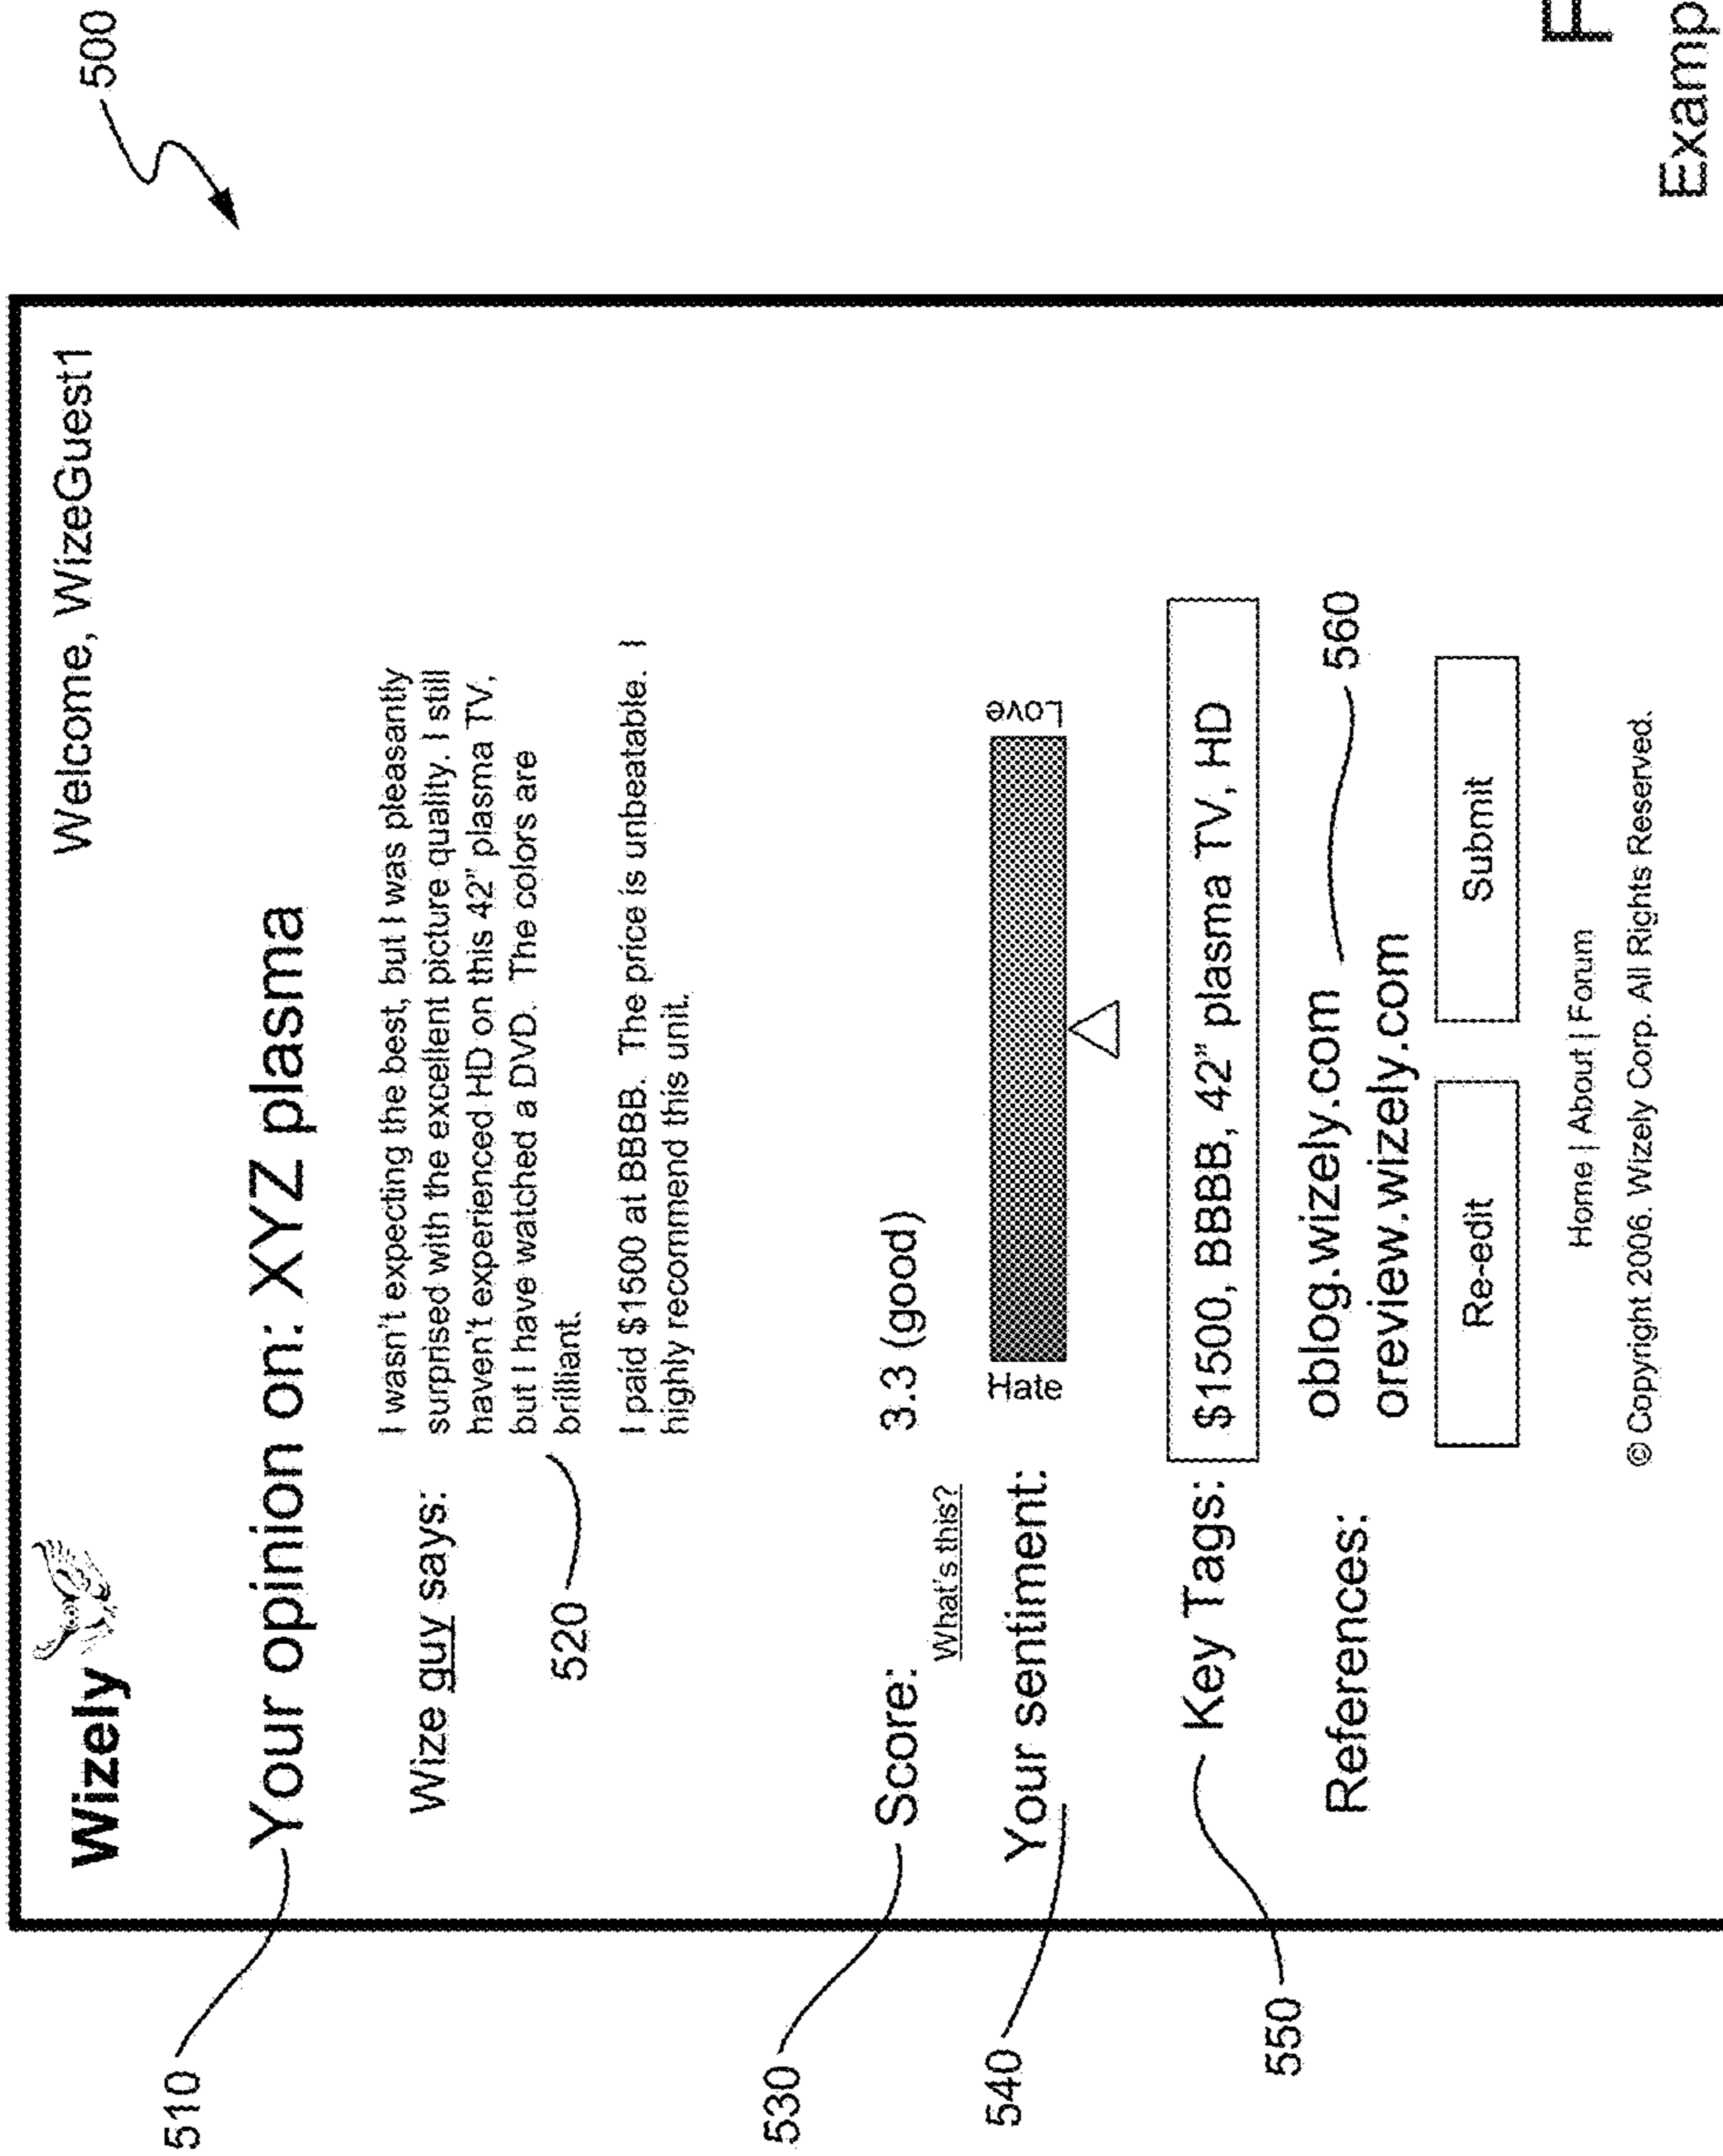 500
Wizely
Welcome, WizeGuest1
510
Your opinion on: XYZ plasma
Wize guy says:
I wasn't expecting the best, but I was pleasantly
surprised with the excellent picture quality. I still
haven't experienced HD on this 42" plasma TV,
but I have watched a DVD. The colors are
brilliant.
520
I paid $1500 at BBBB. The price is unbeatable. I
highly recommend this unit.
530
Score:
3.3 (good)
What's this?
540
Your sentiment:
Hate
Love
550
Key Tags:
$1500, BBBB, 42" plasma TV, HD
References:
oblog.wizely.com
560
oreview.wizely.com
Re-edit
Submit
Home | About | Forum
© Copyright 2006. Wizely Corp. All Rights Reserved.